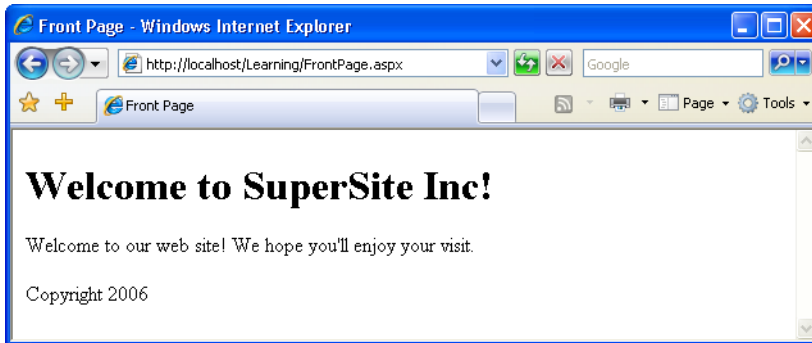 Front Page - Windows Internet Explorer
http://localhost/Learning/FrontPage.aspx Google
Front Page Page Tools
Welcome to SuperSite Inc!
Welcome to our web site! We hope you'll enjoy your visit.
Copyright 2006